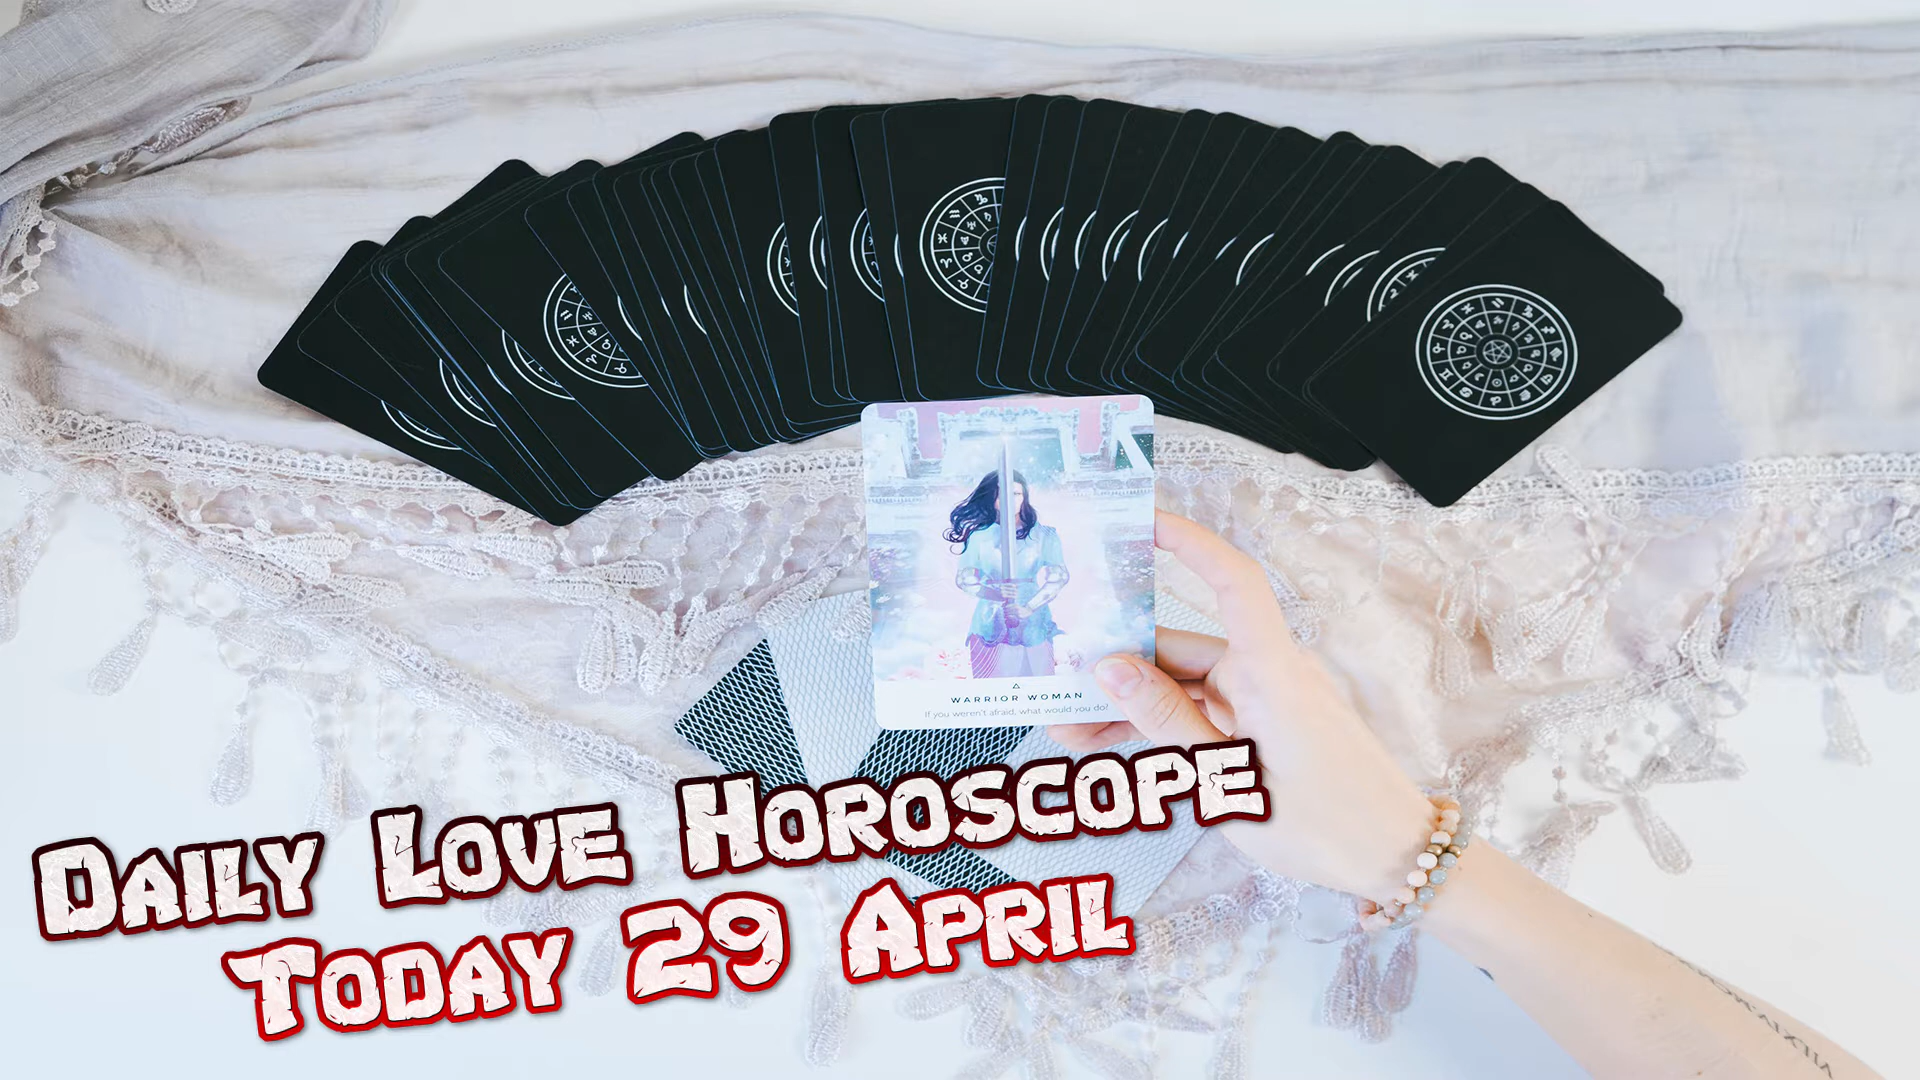 WARRIOR WOMAN
If you weren't afraid, what would you do?
Daily Love Horoscope
Today 29 April